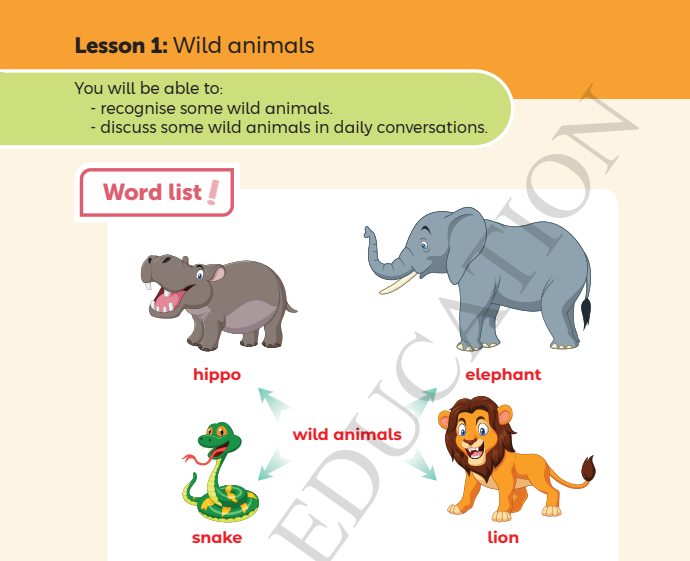 Lesson 1: Wild animals
You will be able to:
- recognise some wild animals.
- discuss some wild animals in daily conversations.
Word list !
hippo
elephant
wild animals
snake
lion
EDUCATION